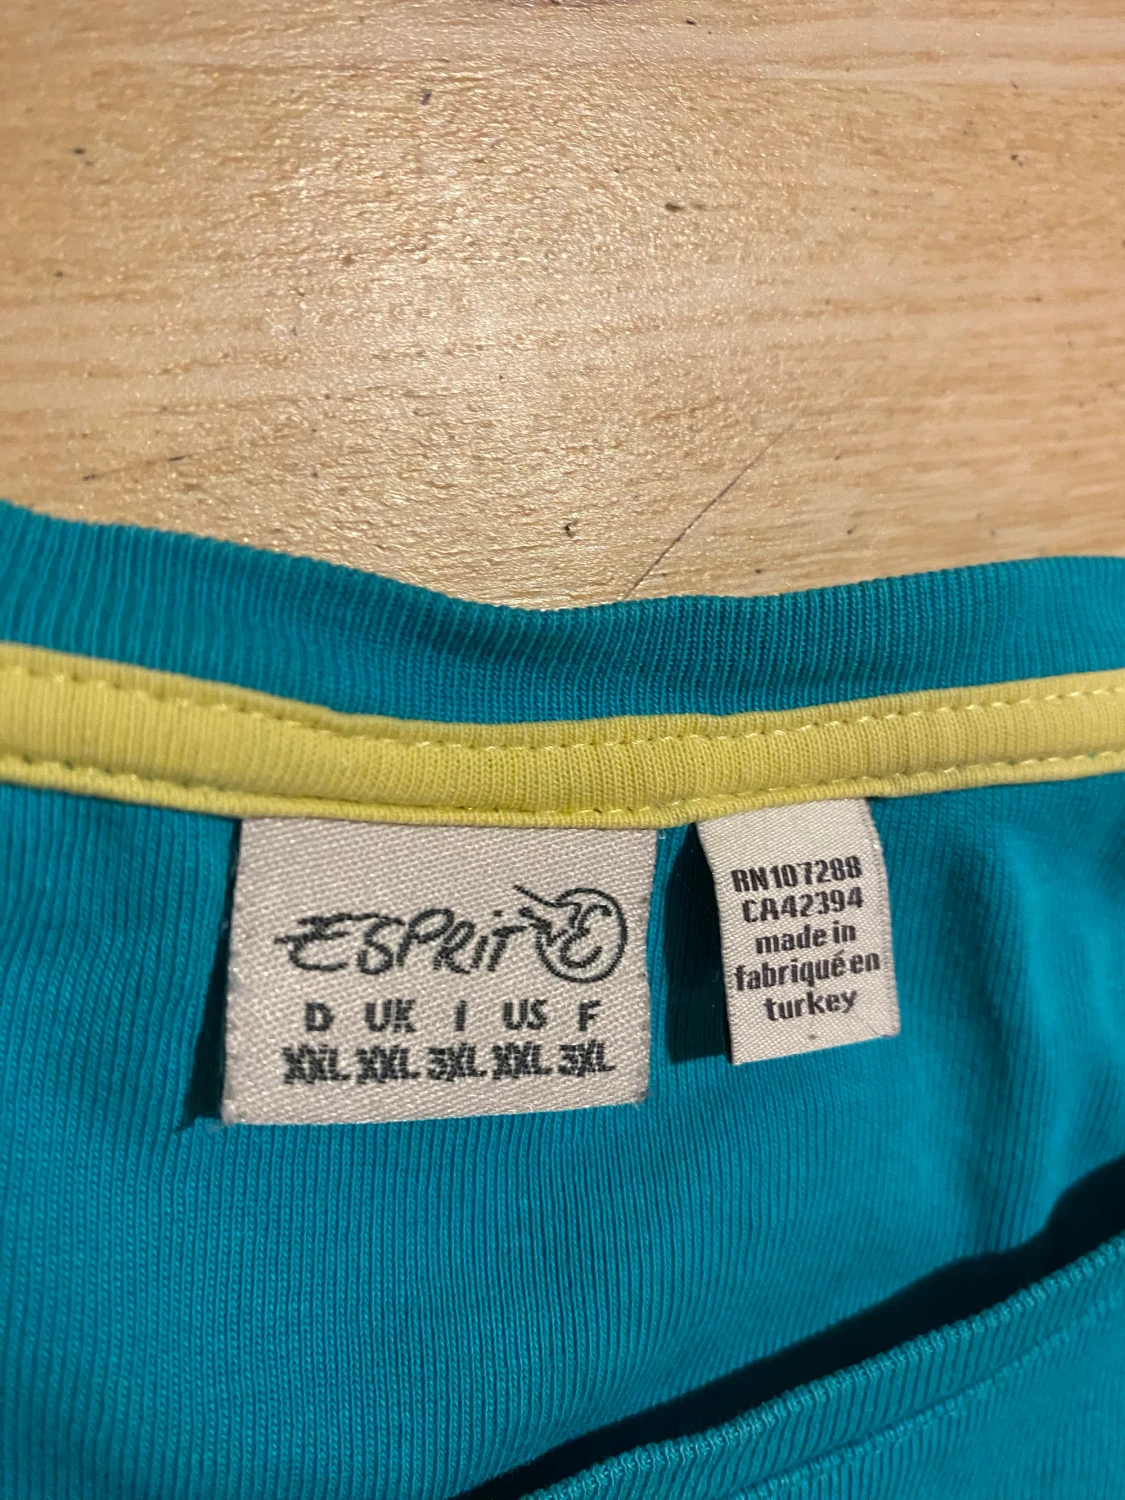 ESPRIT
D UK I US F
XXL XXL 3XL XXL 3XL
RN107288
CA42394
made in
fabriqué en
turkey